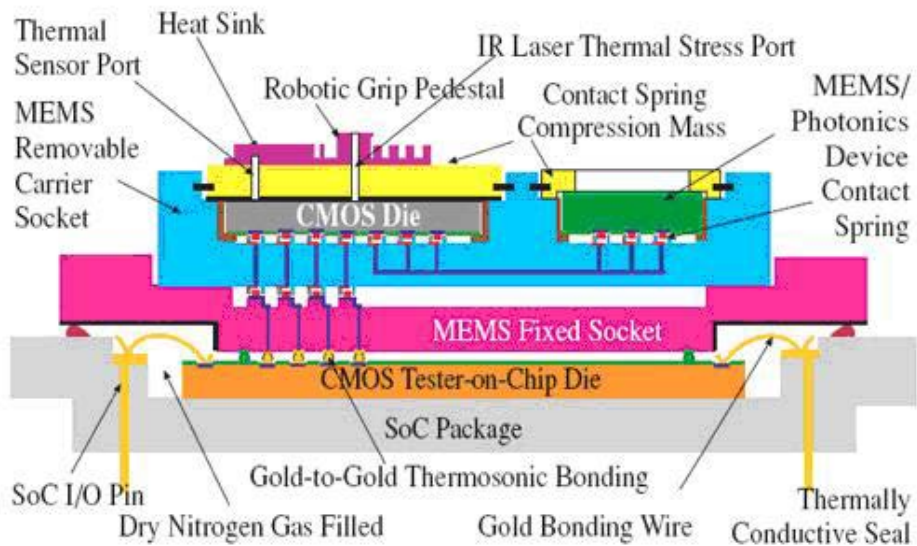 Thermal
Sensor Port
Heat Sink
IR Laser Thermal Stress Port
Robotic Grip Pedestal
MEMS
Removable
Carrier
Socket
Contact Spring
Compression Mass
MEMS/
Photonics
Device
Contact
Spring
CMOS Die
MEMS Fixed Socket
CMOS Tester-on-Chip Die
SoC Package
SoC I/O Pin
Gold-to-Gold Thermosonic Bonding
Dry Nitrogen Gas Filled
Gold Bonding Wire
Thermally
Conductive Seal